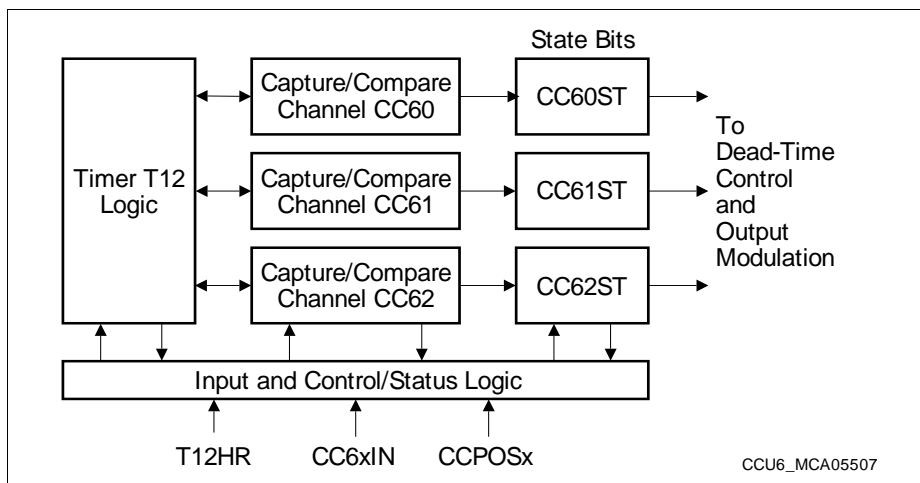 State Bits
Capture/Compare
Channel CC60
CC60ST
Timer T12
Logic
Capture/Compare
Channel CC61
CC61ST
Capture/Compare
Channel CC62
CC62ST
To
Dead-Time
Control
and
Output
Modulation
Input and Control/Status Logic
T12HR
CC6xIN
CCPOSx
CCU6_MCA05507